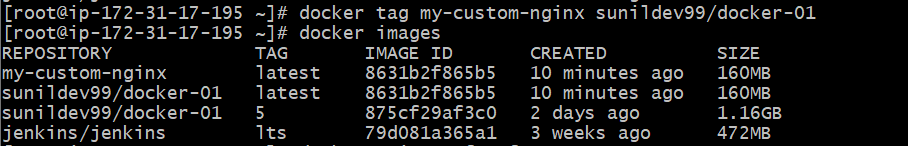 [root@ip-172-31-17-195 ~]# docker tag my-custom-nginx sunildev99/docker-01
[root@ip-172-31-17-195 ~]# docker images
REPOSITORY TAG IMAGE ID CREATED SIZE
my-custom-nginx latest 8631b2f865b5 10 minutes ago 160MB
sunildev99/docker-01 latest 8631b2f865b5 10 minutes ago 160MB
sunildev99/docker-01 5 875cf29af3c0 2 days ago 1.16GB
jenkins/jenkins lts 79d081a365a1 3 weeks ago 472MB